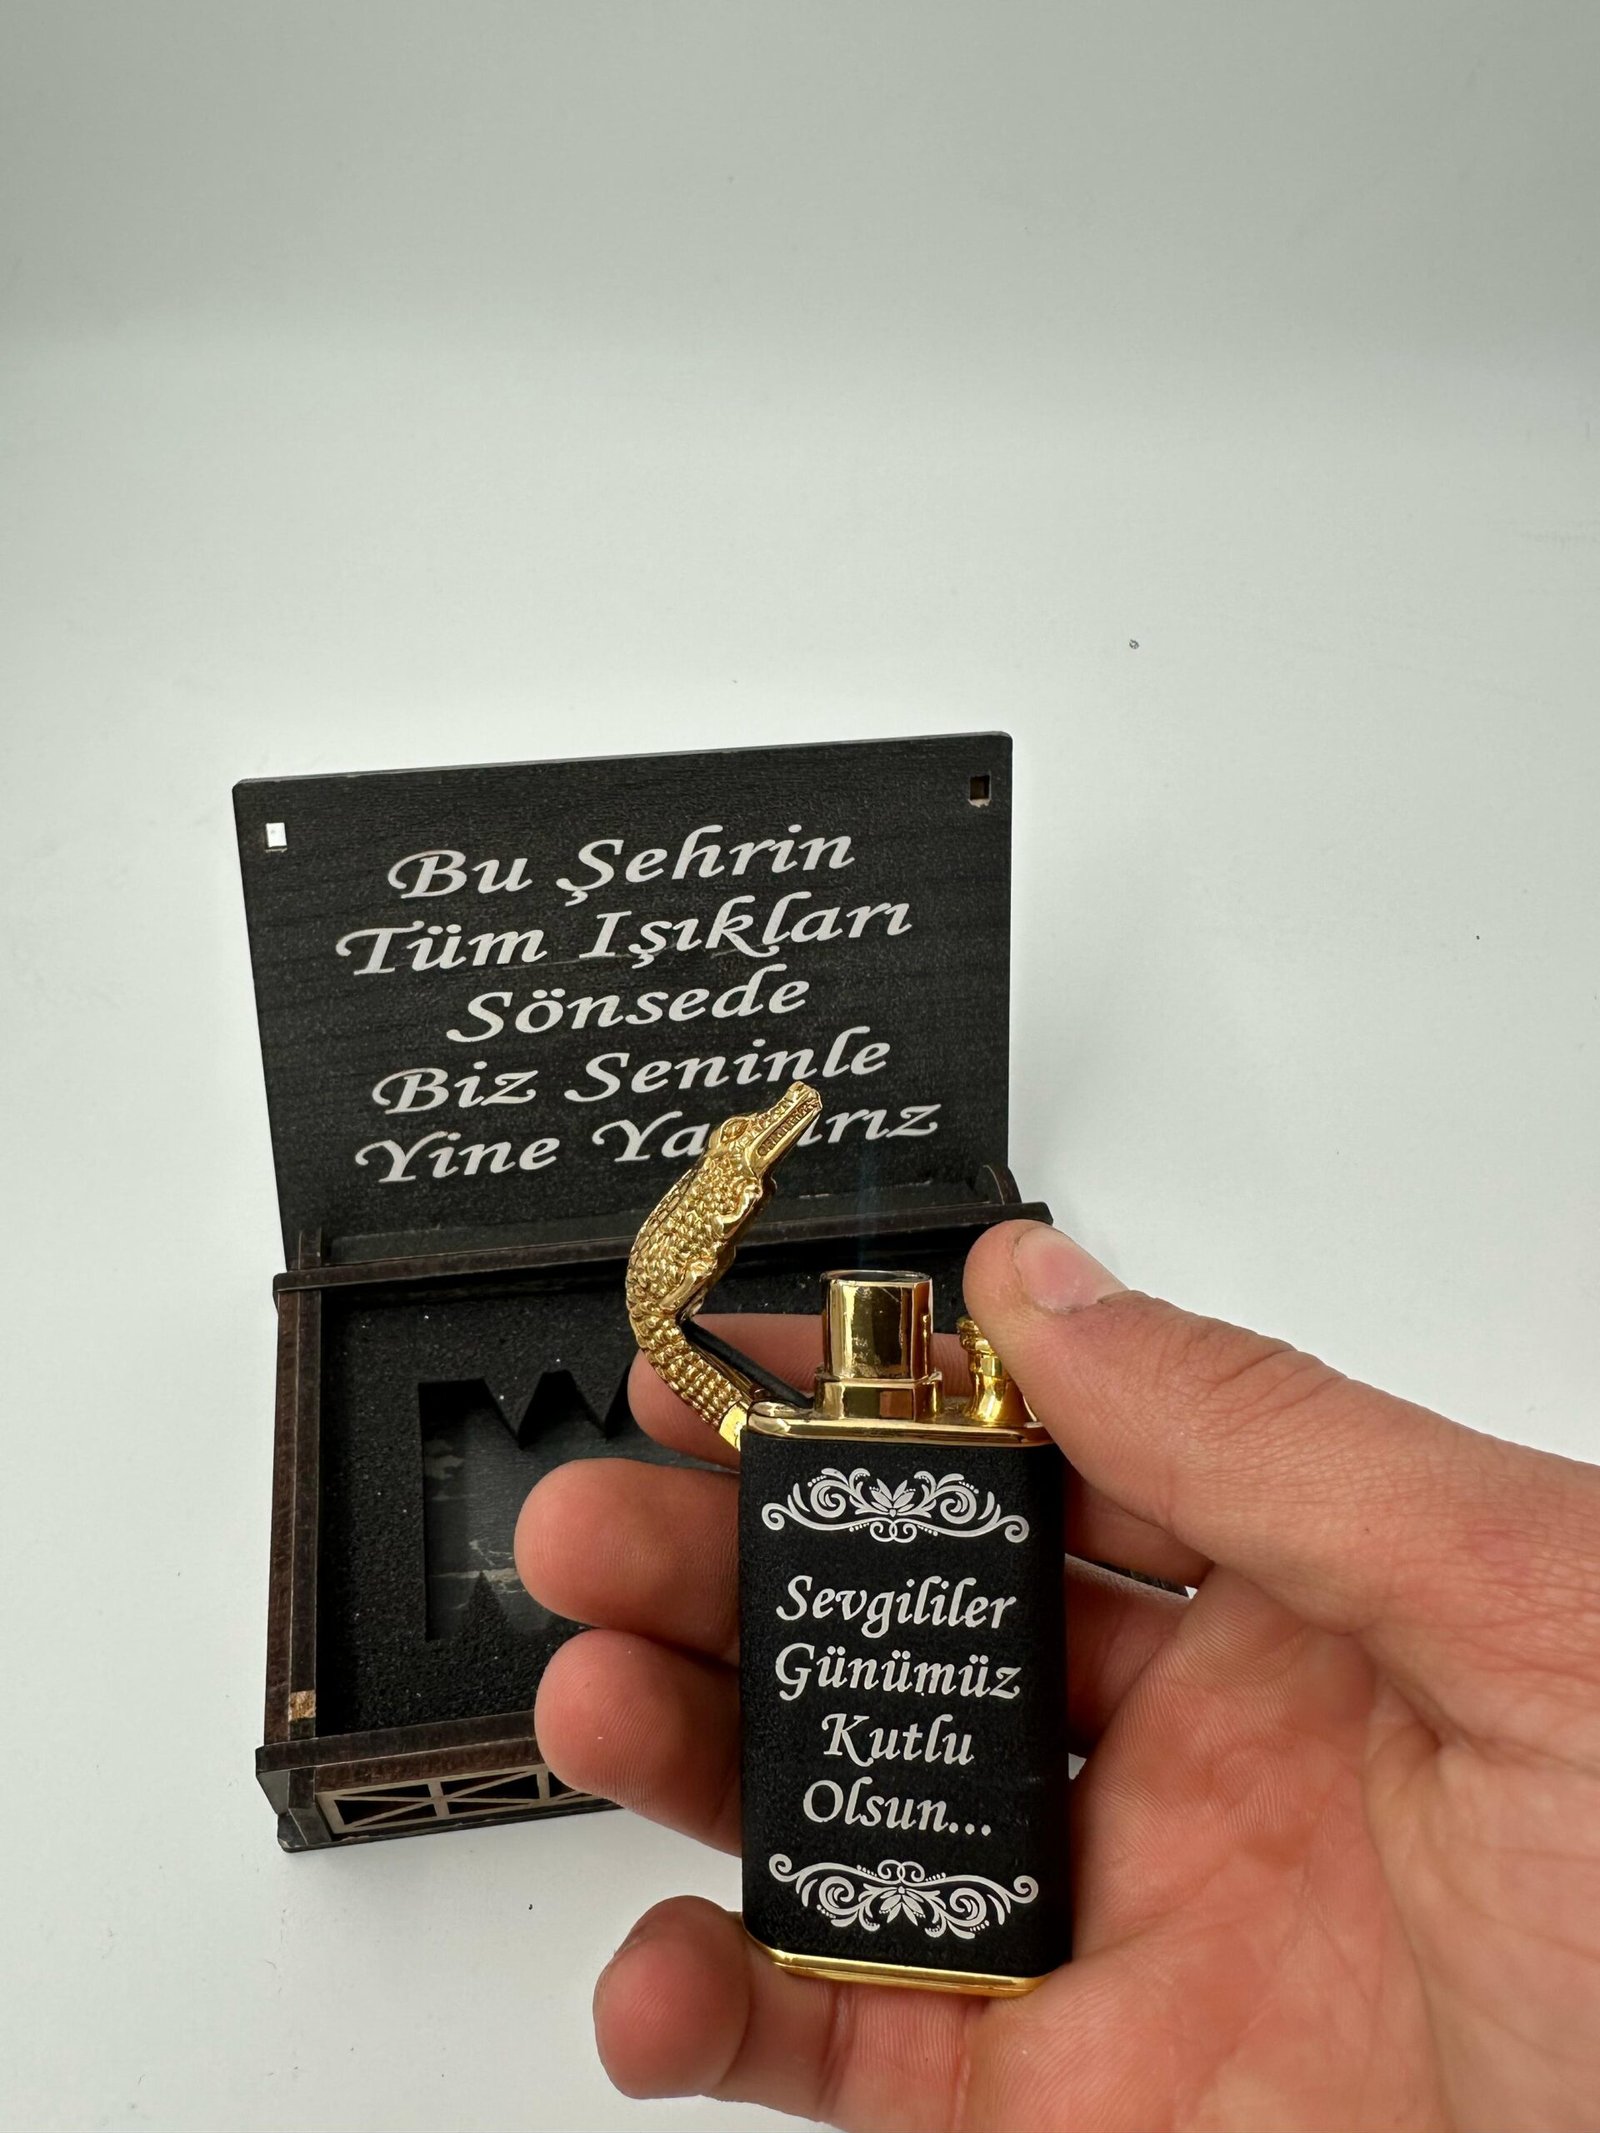 Bu Şehrin
Tüm Işıkları
Sönsede
Biz Seninle
Yine
Sevgililer
Günümüz
Kutlu
Olsun...